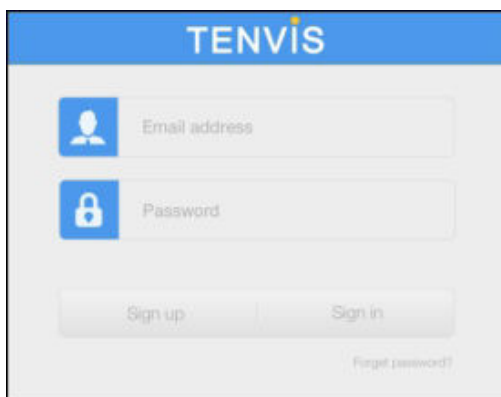 TENVIS
Email address
Password
Sign up Sign in
Forget password?